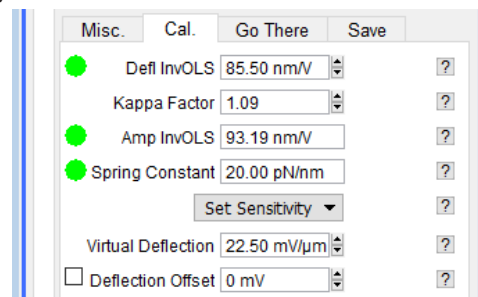 Misc. Cal. Go There Save
Defl InvOLS 85.50 nm/V ?
Kappa Factor 1.09 ?
Amp InvOLS 93.19 nm/V ?
Spring Constant 20.00 pN/nm ?
Set Sensitivity ?
Virtual Deflection 22.50 mV/µm ?
Deflection Offset 0 mV ?